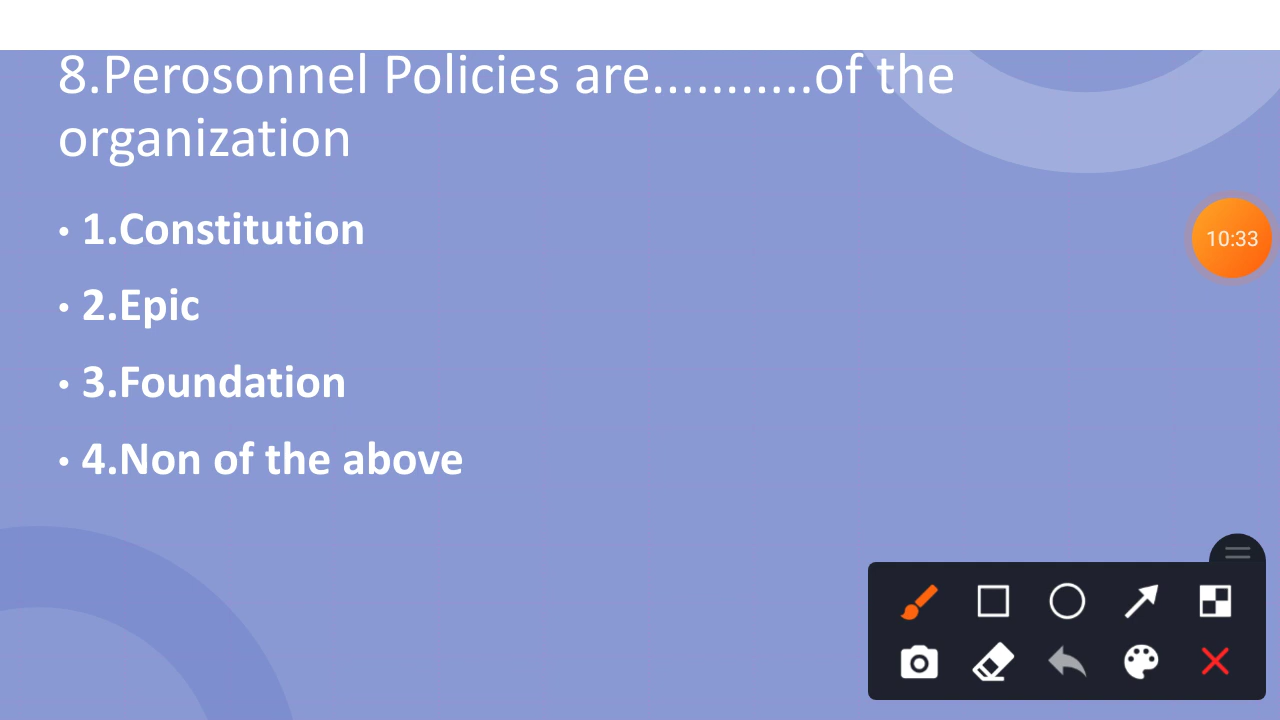 8.Perosonnel Policies are...........of the
organization
• 1.Constitution
10:33
• 2.Epic
• 3.Foundation
• 4.Non of the above